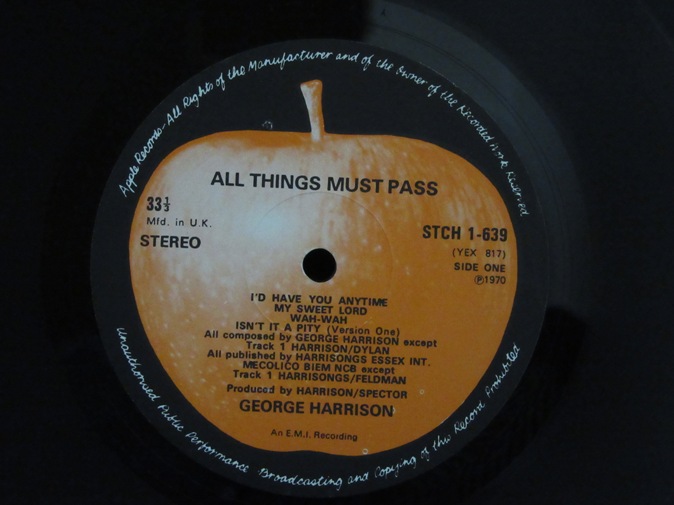 Apple Records - All Rights of the Manufacturer and of the Owner of the Recorded Work Reserved
ALL THINGS MUST PASS
33⅓
Mfd. in U.K.
STEREO
STCH 1-639
(YEX 817)
SIDE ONE
℗1970
I'D HAVE YOU ANYTIME
MY SWEET LORD
WAH-WAH
ISN'T IT A PITY (Version One)
All composed by GEORGE HARRISON except
Track 1 HARRISON/DYLAN
All published by HARRISONGS ESSEX INT.
MECOLICO BIEM NCB except
Track 1 HARRISONGS/FELDMAN
Produced by HARRISON/SPECTOR
GEORGE HARRISON
An E.M.I. Recording
Unauthorised Public Performance Broadcasting and Copying of this Record Prohibited